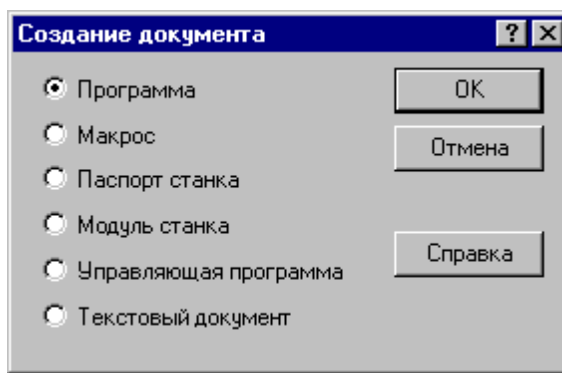 Создание документа
Программа
OK
Макрос
Отмена
Паспорт станка
Модуль станка
Управляющая программа
Справка
Текстовый документ